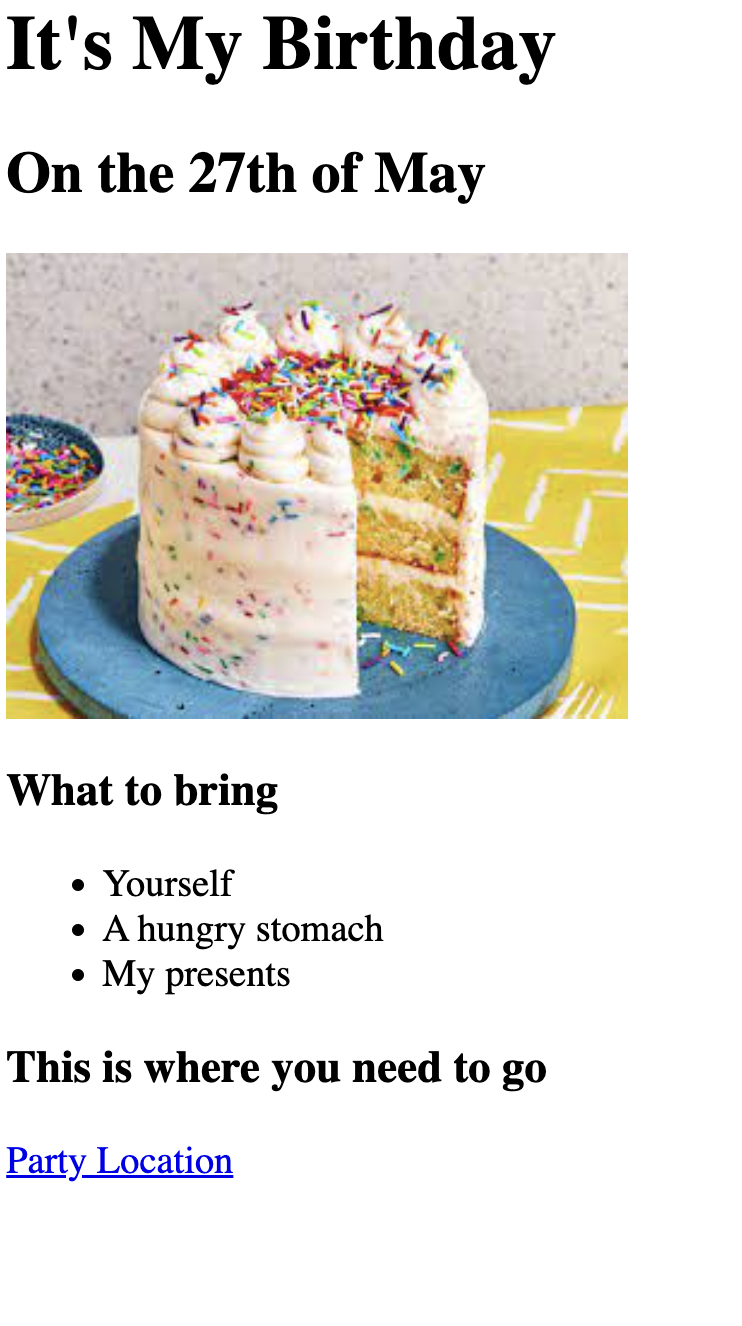 It's My Birthday
On the 27th of May
What to bring
• Yourself
• A hungry stomach
• My presents
This is where you need to go
Party Location